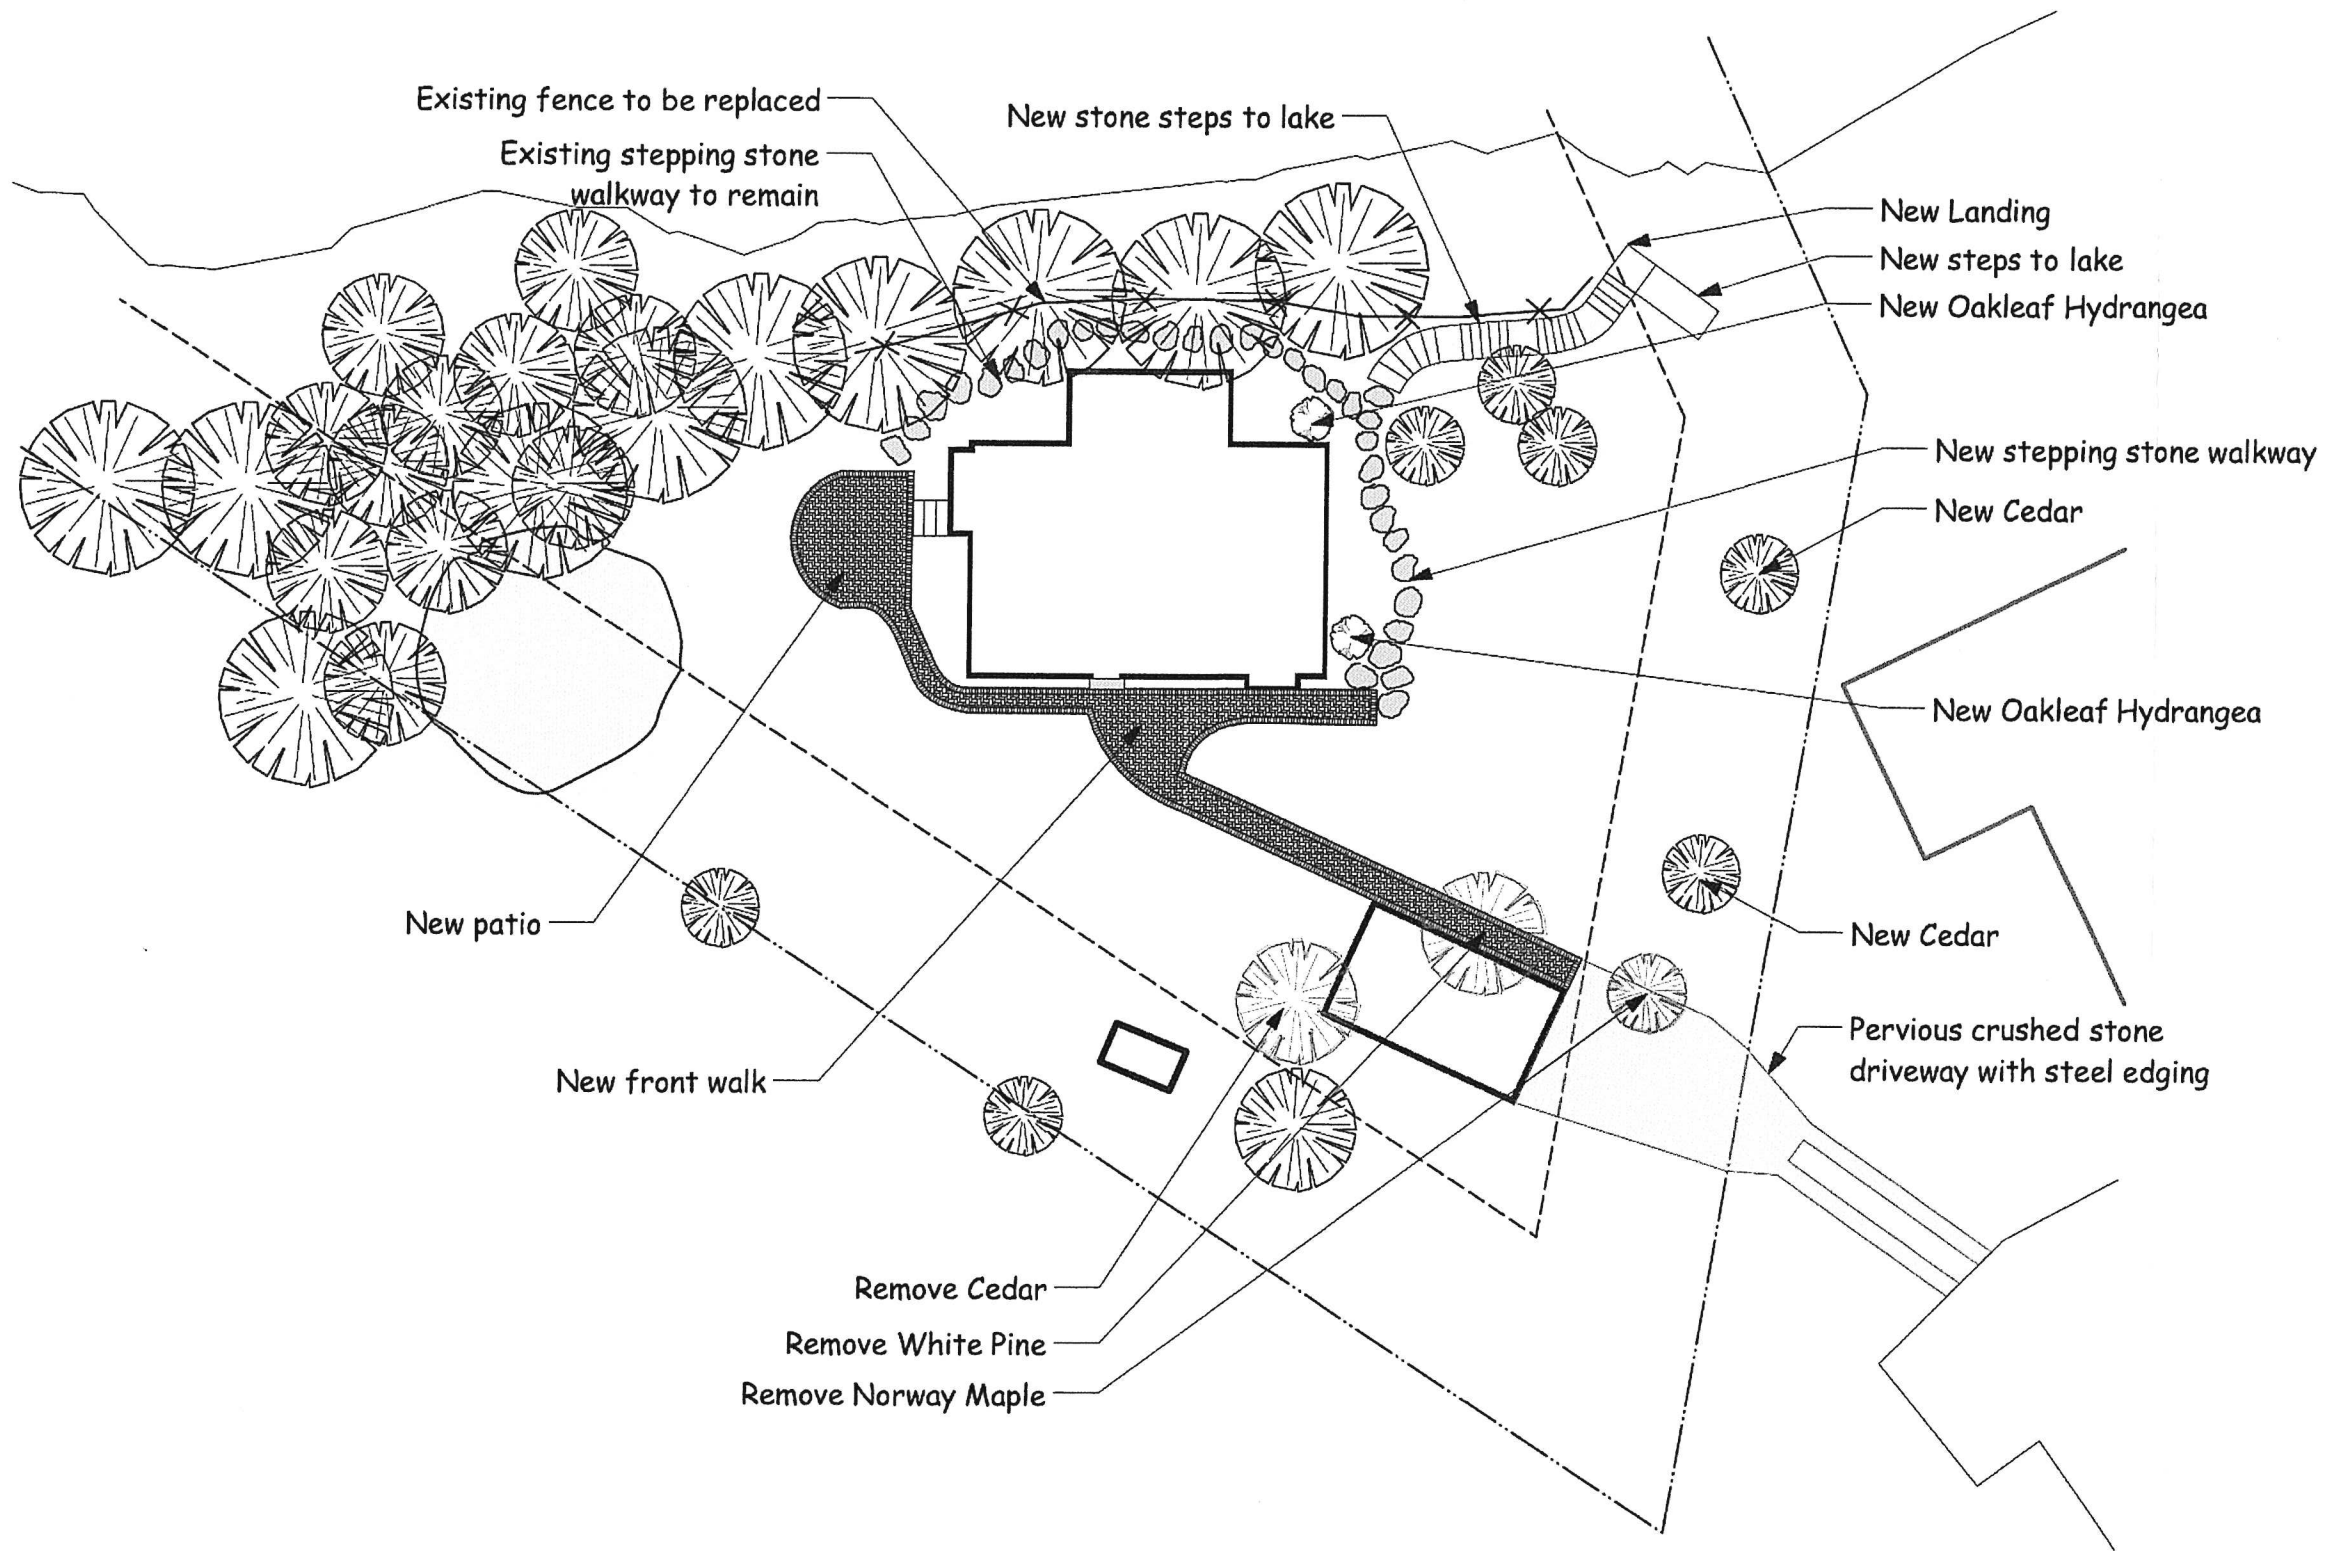 Existing fence to be replaced
Existing stepping stone
walkway to remain
New stone steps to lake
New Landing
New steps to lake
New Oakleaf Hydrangea
New stepping stone walkway
New Cedar
New Oakleaf Hydrangea
New patio
New Cedar
Pervious crushed stone
driveway with steel edging
New front walk
Remove Cedar
Remove White Pine
Remove Norway Maple